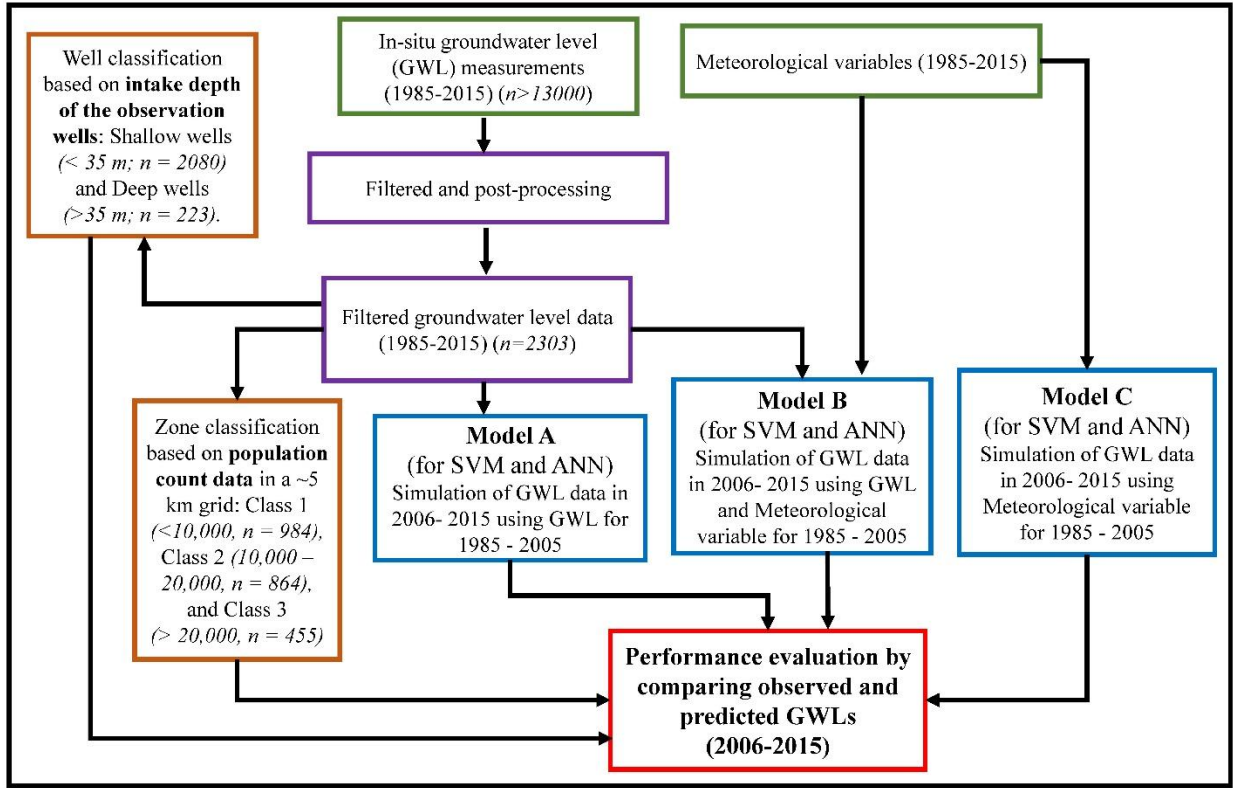 Well classification
based on intake depth
of the observation
wells: Shallow wells
(< 35 m; n = 2080)
and Deep wells
(>35 m; n = 223).
In-situ groundwater level
(GWL) measurements
(1985-2015) (n>13000)
Meteorological variables (1985-2015)
Filtered and post-processing
Filtered groundwater level data
(1985-2015) (n=2303)
Zone classification
based on population
count data in a ~5
km grid: Class 1
(<10,000, n = 984),
Class 2 (10,000 –
20,000, n = 864),
and Class 3
(> 20,000, n = 455)
Model A
(for SVM and ANN)
Simulation of GWL data in
2006- 2015 using GWL for
1985 - 2005
Model B
(for SVM and ANN)
Simulation of GWL data
in 2006- 2015 using GWL
and Meteorological
variable for 1985 - 2005
Model C
(for SVM and ANN)
Simulation of GWL data
in 2006- 2015 using
Meteorological variable
for 1985 - 2005
Performance evaluation by
comparing observed and
predicted GWLs
(2006-2015)